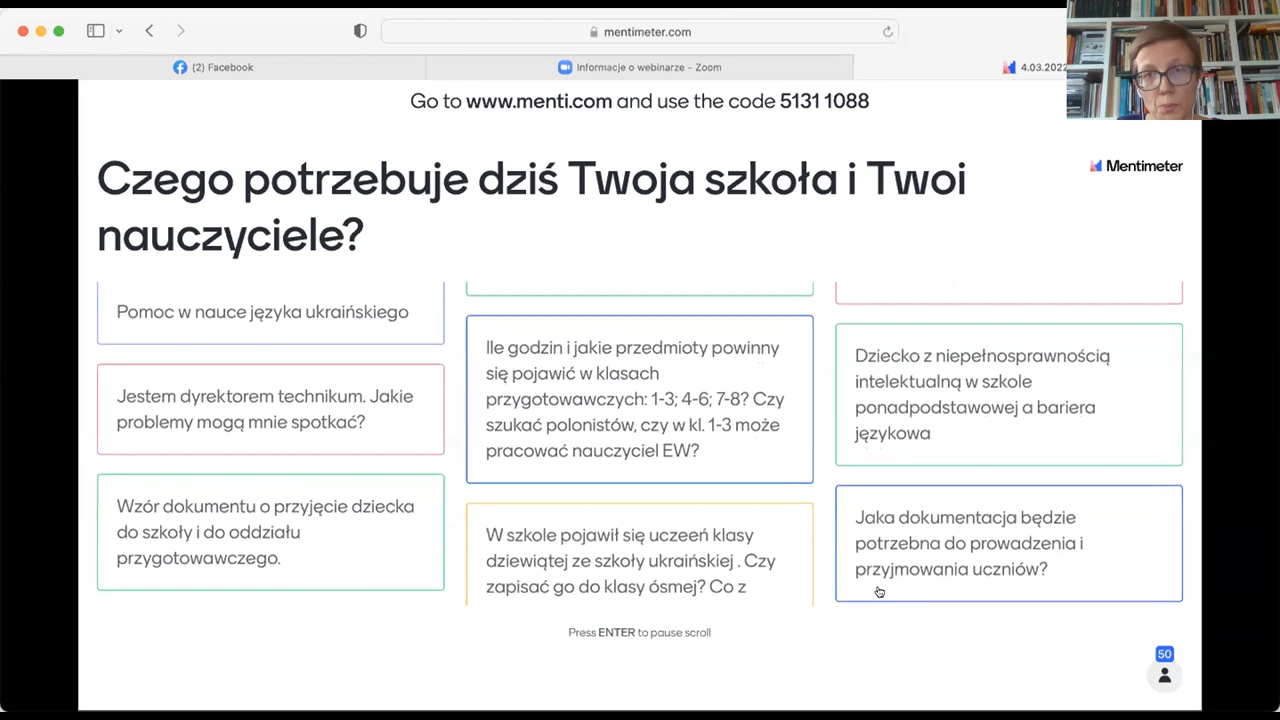 mentimeter.com
(2) Facebook
Informacje o webinarze - Zoom
4.03.2022
Go to www.menti.com and use the code 5131 1088
Mentimeter
Czego potrzebuje dziś Twoja szkoła i Twoi
nauczyciele?
Pomoc w nauce języka ukraińskiego
Jestem dyrektorem technikum. Jakie
problemy mogą mnie spotkać?
Wzór dokumentu o przyjęcie dziecka
do szkoły i do oddziału
przygotowawczego.
Ile godzin i jakie przedmioty powinny
się pojawić w klasach
przygotowawczych: 1-3; 4-6; 7-8? Czy
szukać polonistów, czy w kl. 1-3 może
pracować nauczyciel EW?
W szkole pojawił się uczeeń klasy
dziewiątej ze szkoły ukraińskiej . Czy
zapisać go do klasy ósmej? Co z
Dziecko z niepełnosprawnością
intelektualną w szkole
ponadpodstawowej a bariera
językowa
Jaka dokumentacja będzie
potrzebna do prowadzenia i
przyjmowania uczniów?
Press ENTER to pause scroll
50